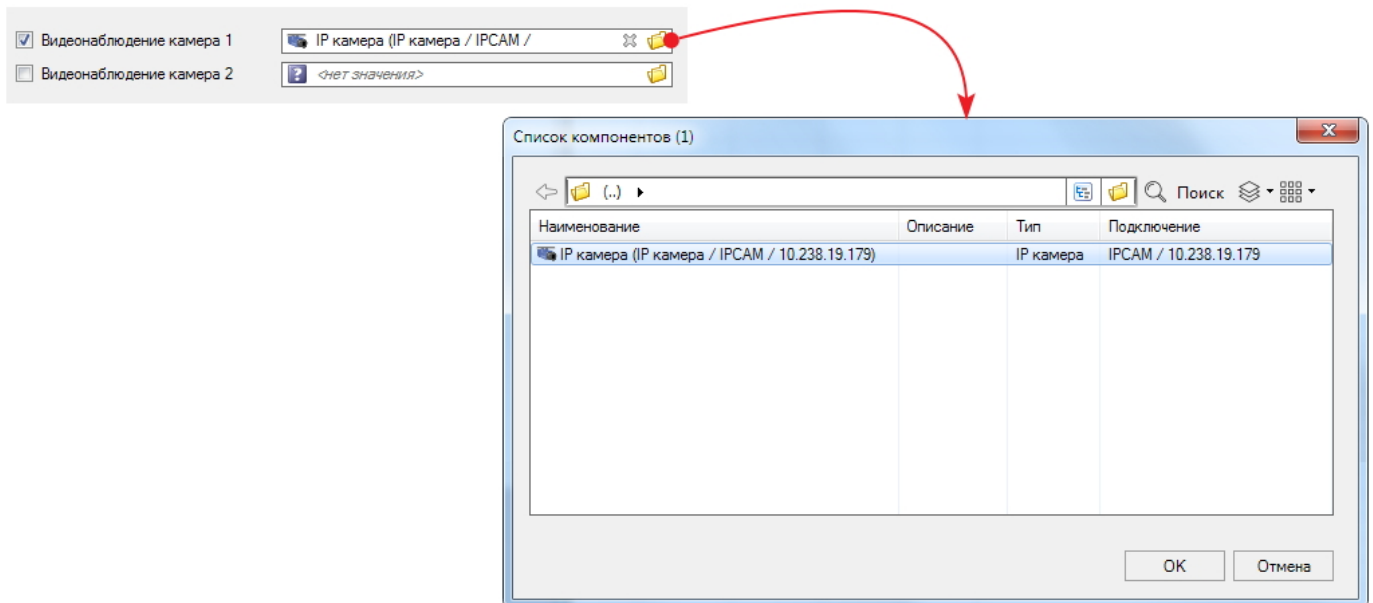 Видеонаблюдение камера 1 IP камера (IP камера / IPCAM /
Видеонаблюдение камера 2 ? <нет значения>
Список компонентов (1)
(..) Поиск
Наименование Описание Тип Подключение
IP камера (IP камера / IPCAM / 10.238.19.179) IP камера IPCAM / 10.238.19.179
OK Отмена